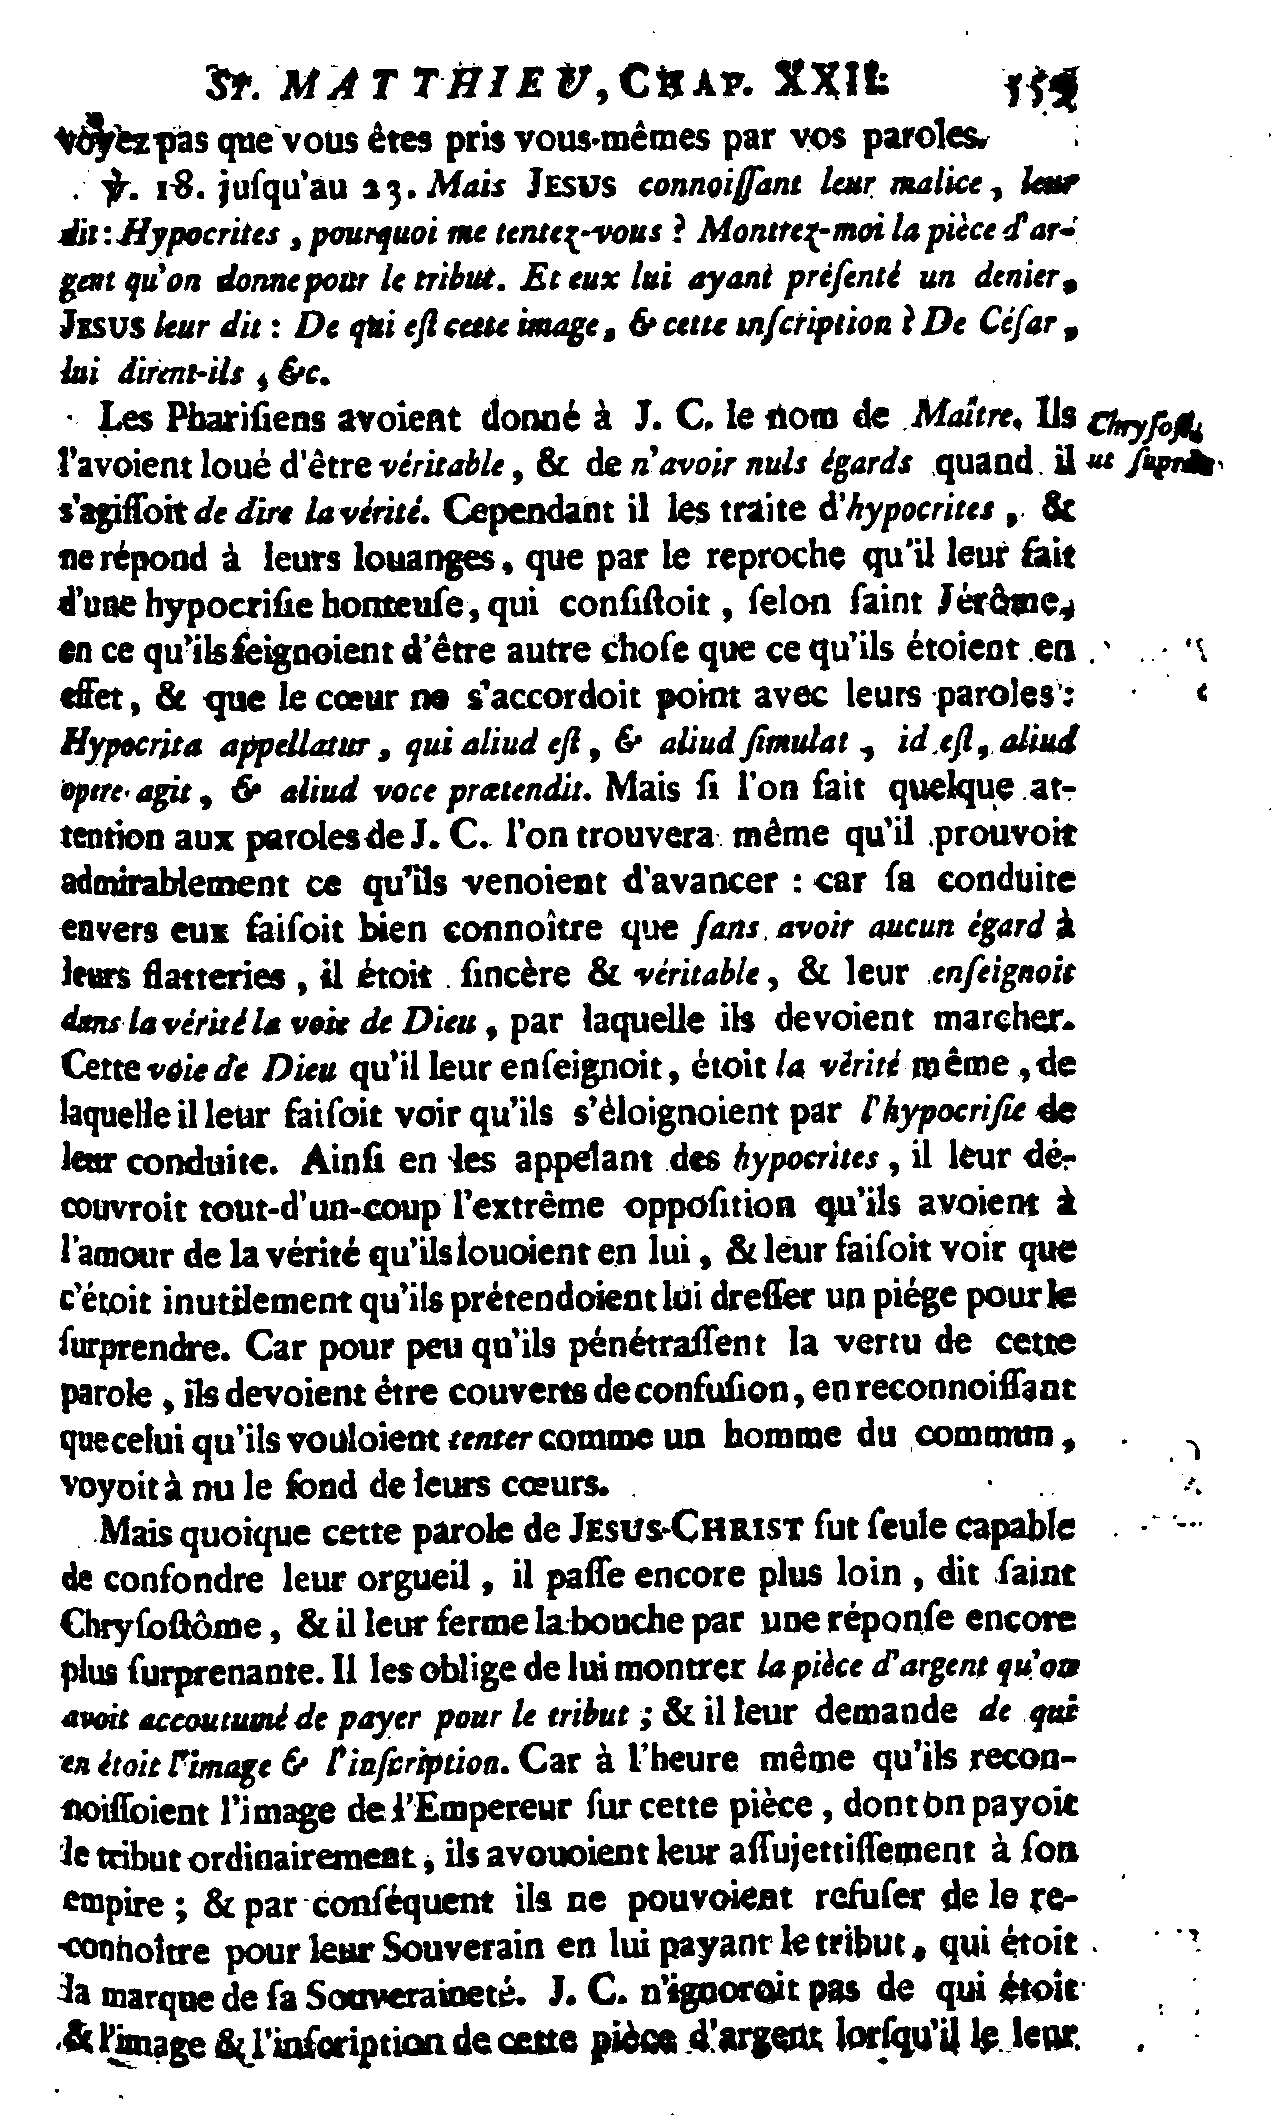 St. MATTHIEU, CHAP. XXII. 559
voyez pas que vous êtes pris vous-mêmes par vos paroles.
℣. 18. juſqu'au 23. Mais JESUS connoiſſant leur malice, leur
dit: Hypocrites, pourquoi me tentez-vous ? Montrez-moi la pièce d'ar-
gent qu'on donne pour le tribut. Et eux lui ayant préſenté un denier,
JESUS leur dit : De qui eſt cette image, & cette inſcription ? De Céſar,
lui dirent-ils, &c.
Les Phariſiens avoient donné à J. C. le nom de Maître. Ils
l'avoient loué d'être véritable, & de n'avoir nuls égards quand il
s'agiſſoit de dire la vérité. Cependant il les traite d'hypocrites, &
ne répond à leurs louanges, que par le reproche qu'il leur fait
d'une hypocriſie honteuſe, qui conſiſtoit, ſelon ſaint Jérôme,
en ce qu'ils feignoient d'être autre choſe que ce qu'ils étoient en
effet, & que le cœur ne s'accordoit point avec leurs paroles :
Hypocrita appellatur, qui aliud eſt, & aliud ſimulat, id eſt, aliud
opere agit, & aliud voce prætendit. Mais ſi l'on fait quelque at-
tention aux paroles de J. C. l'on trouvera même qu'il prouvoit
admirablement ce qu'ils venoient d'avancer : car ſa conduite
envers eux faiſoit bien connoître que ſans avoir aucun égard à
leurs flatteries, il étoit ſincère & véritable, & leur enſeignoit
dans la vérité la voie de Dieu, par laquelle ils devoient marcher.
Cette voie de Dieu qu'il leur enſeignoit, étoit la vérité même, de
laquelle il leur faiſoit voir qu'ils s'éloignoient par l'hypocriſie de
leur conduite. Ainſi en les appelant des hypocrites, il leur dé-
couvroit tout-d'un-coup l'extrême oppoſition qu'ils avoient à
l'amour de la vérité qu'ils louoient en lui, & leur faiſoit voir que
c'étoit inutilement qu'ils prétendoient lui dreſſer un piége pour le
ſurprendre. Car pour peu qu'ils pénétraſſent la vertu de cette
parole, ils devoient être couverts de confuſion, en reconnoiſſant
que celui qu'ils vouloient tenter comme un homme du commun,
voyoit à nu le fond de leurs cœurs.
Mais quoique cette parole de JESUS-CHRIST fut ſeule capable
de confondre leur orgueil, il paſſe encore plus loin, dit ſaint
Chryſoſtôme, & il leur ferme la bouche par une réponſe encore
plus ſurprenante. Il les oblige de lui montrer la pièce d'argent qu'on
avoit accoutumé de payer pour le tribut ; & il leur demande de qui
en étoit l'image & l'inſcription. Car à l'heure même qu'ils recon-
noiſſoient l'image de l'Empereur ſur cette pièce, dont on payoit
le tribut ordinairement, ils avouoient leur aſſujettiſſement à ſon
empire ; & par conſéquent ils ne pouvoient refuſer de le re-
connoître pour leur Souverain en lui payant le tribut, qui étoit
la marque de ſa Souveraineté. J. C. n'ignoroit pas de qui étoit
& l'image & l'inſcription de cette pièce d'argent lorſqu'il le leur
Chryſoſt.
ut ſuprà.